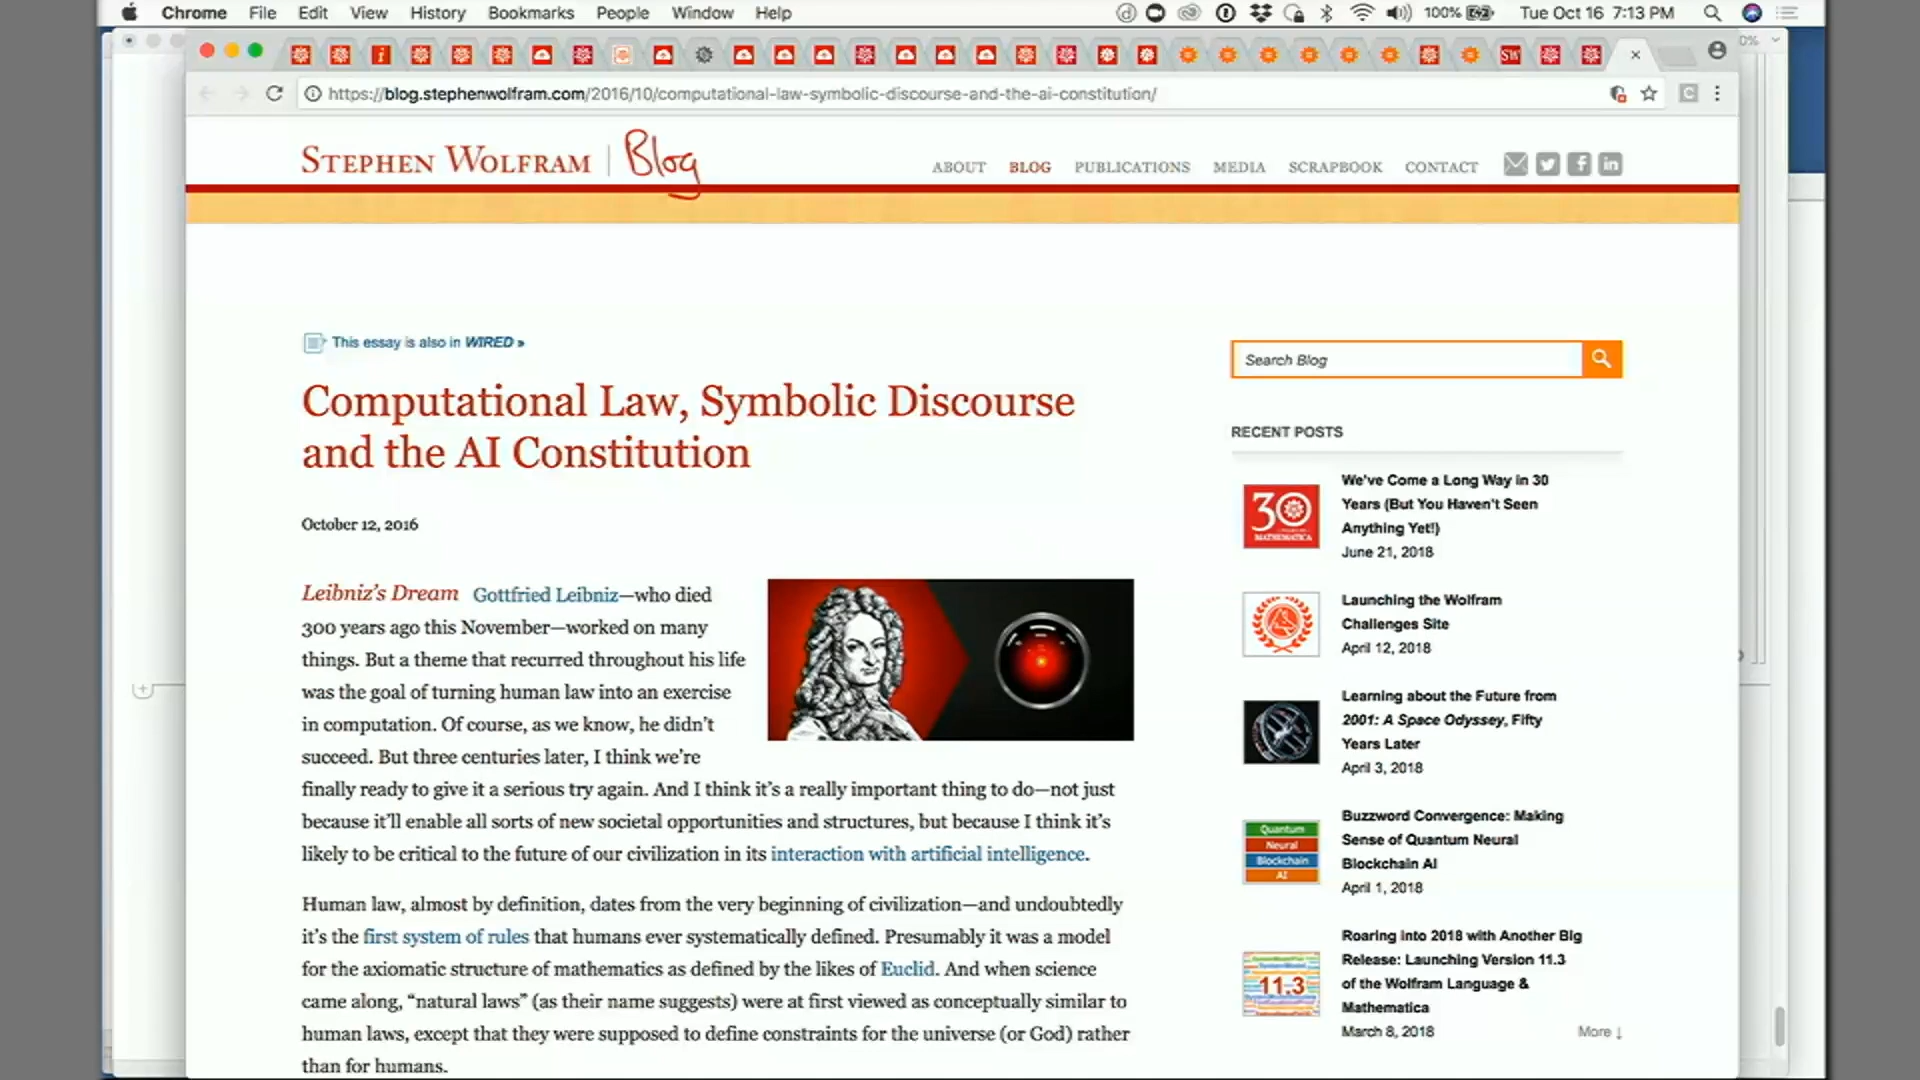 Chrome File Edit View History Bookmarks People Window Help 100% Tue Oct 16 7:13 PM
https://blog.stephenwolfram.com/2016/10/computational-law-symbolic-discourse-and-the-ai-constitution/
STEPHEN WOLFRAM | Blog
ABOUT BLOG PUBLICATIONS MEDIA SCRAPBOOK CONTACT
This essay is also in WIRED »
Computational Law, Symbolic Discourse
and the AI Constitution
October 12, 2016
Leibniz's Dream Gottfried Leibniz—who died
300 years ago this November—worked on many
things. But a theme that recurred throughout his life
was the goal of turning human law into an exercise
in computation. Of course, as we know, he didn't
succeed. But three centuries later, I think we're
finally ready to give it a serious try again. And I think it's a really important thing to do—not just
because it'll enable all sorts of new societal opportunities and structures, but because I think it's
likely to be critical to the future of our civilization in its interaction with artificial intelligence.
Human law, almost by definition, dates from the very beginning of civilization—and undoubtedly
it's the first system of rules that humans ever systematically defined. Presumably it was a model
for the axiomatic structure of mathematics as defined by the likes of Euclid. And when science
came along, “natural laws” (as their name suggests) were at first viewed as conceptually similar to
human laws, except that they were supposed to define constraints for the universe (or God) rather
than for humans.
Search Blog
RECENT POSTS
30
MATHEMATICA
We've Come a Long Way in 30
Years (But You Haven't Seen
Anything Yet!)
June 21, 2018
Launching the Wolfram
Challenges Site
April 12, 2018
Learning about the Future from
2001: A Space Odyssey, Fifty
Years Later
April 3, 2018
Quantum
Neural
Blockchain
AI
Buzzword Convergence: Making
Sense of Quantum Neural
Blockchain AI
April 1, 2018
11.3
Roaring into 2018 with Another Big
Release: Launching Version 11.3
of the Wolfram Language &
Mathematica
March 8, 2018
More ↓